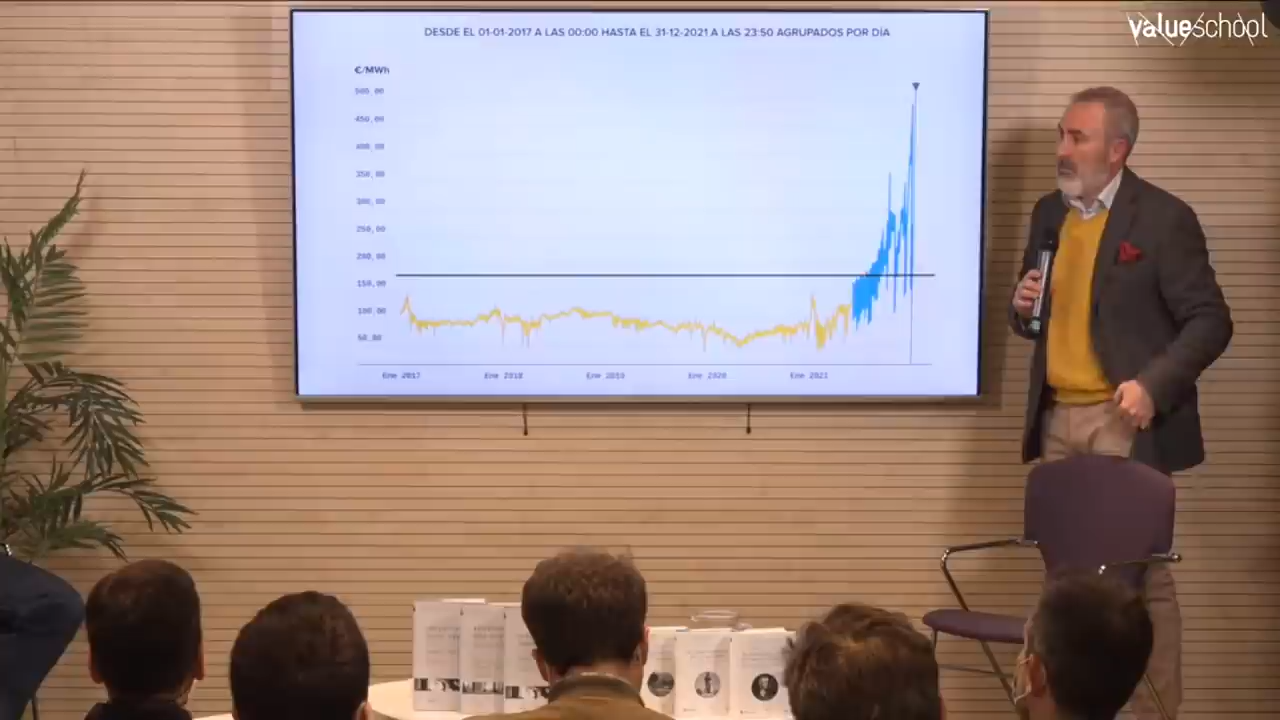 valueschool
DESDE EL 01-01-2017 A LAS 00:00 HASTA EL 31-12-2021 A LAS 23:50 AGRUPADOS POR DÍA
€/MWh
500,00
450,00
400,00
350,00
300,00
250,00
200,00
150,00
100,00
50,00
Ene 2017
Ene 2018
Ene 2019
Ene 2020
Ene 2021